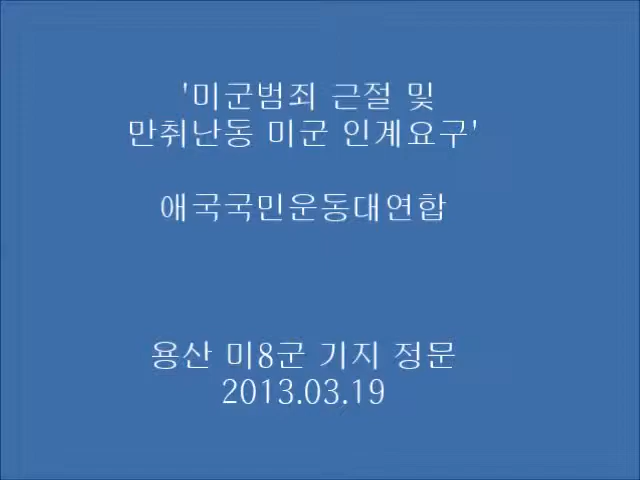 '미군범죄 근절 및
만취난동 미군 인계요구'
애국국민운동대연합
용산 미8군 기지 정문
2013.03.19